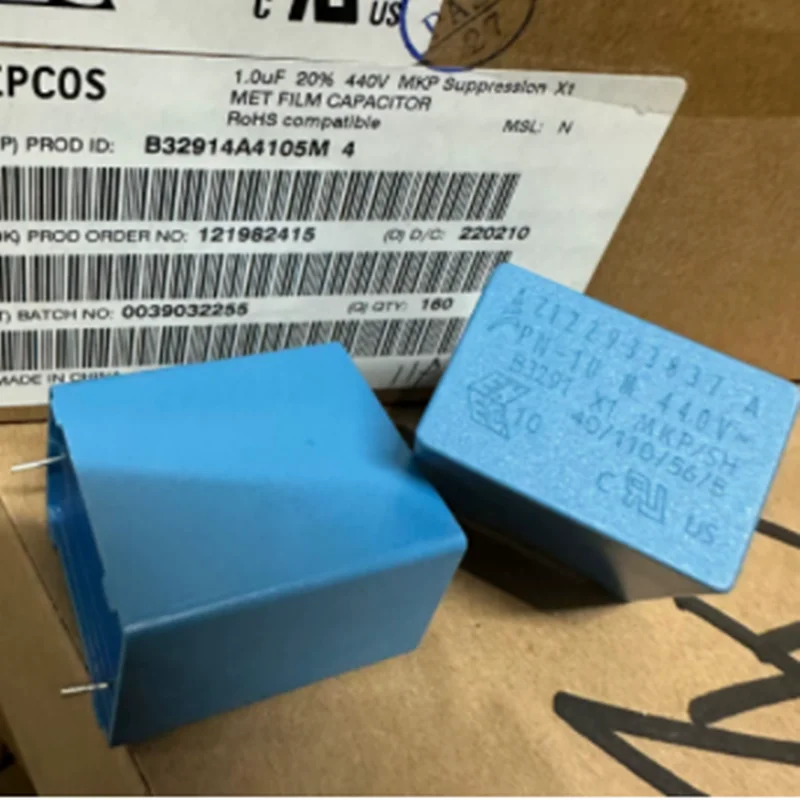 c US
27
EPCOS
1.0uF 20% 440V MKP Suppression X1
MET FILM CAPACITOR
RoHS compatible
MSL: N
P) PROD ID: B32914A4105M 4
K) PROD ORDER NO: 121982415 (D) D/C: 220210
T) BATCH NO: 0039032255 (Q) QTY: 160
MADE IN CHINA
440V~
B3291 X1 MKP/SH
10 40/110/56/B
c US